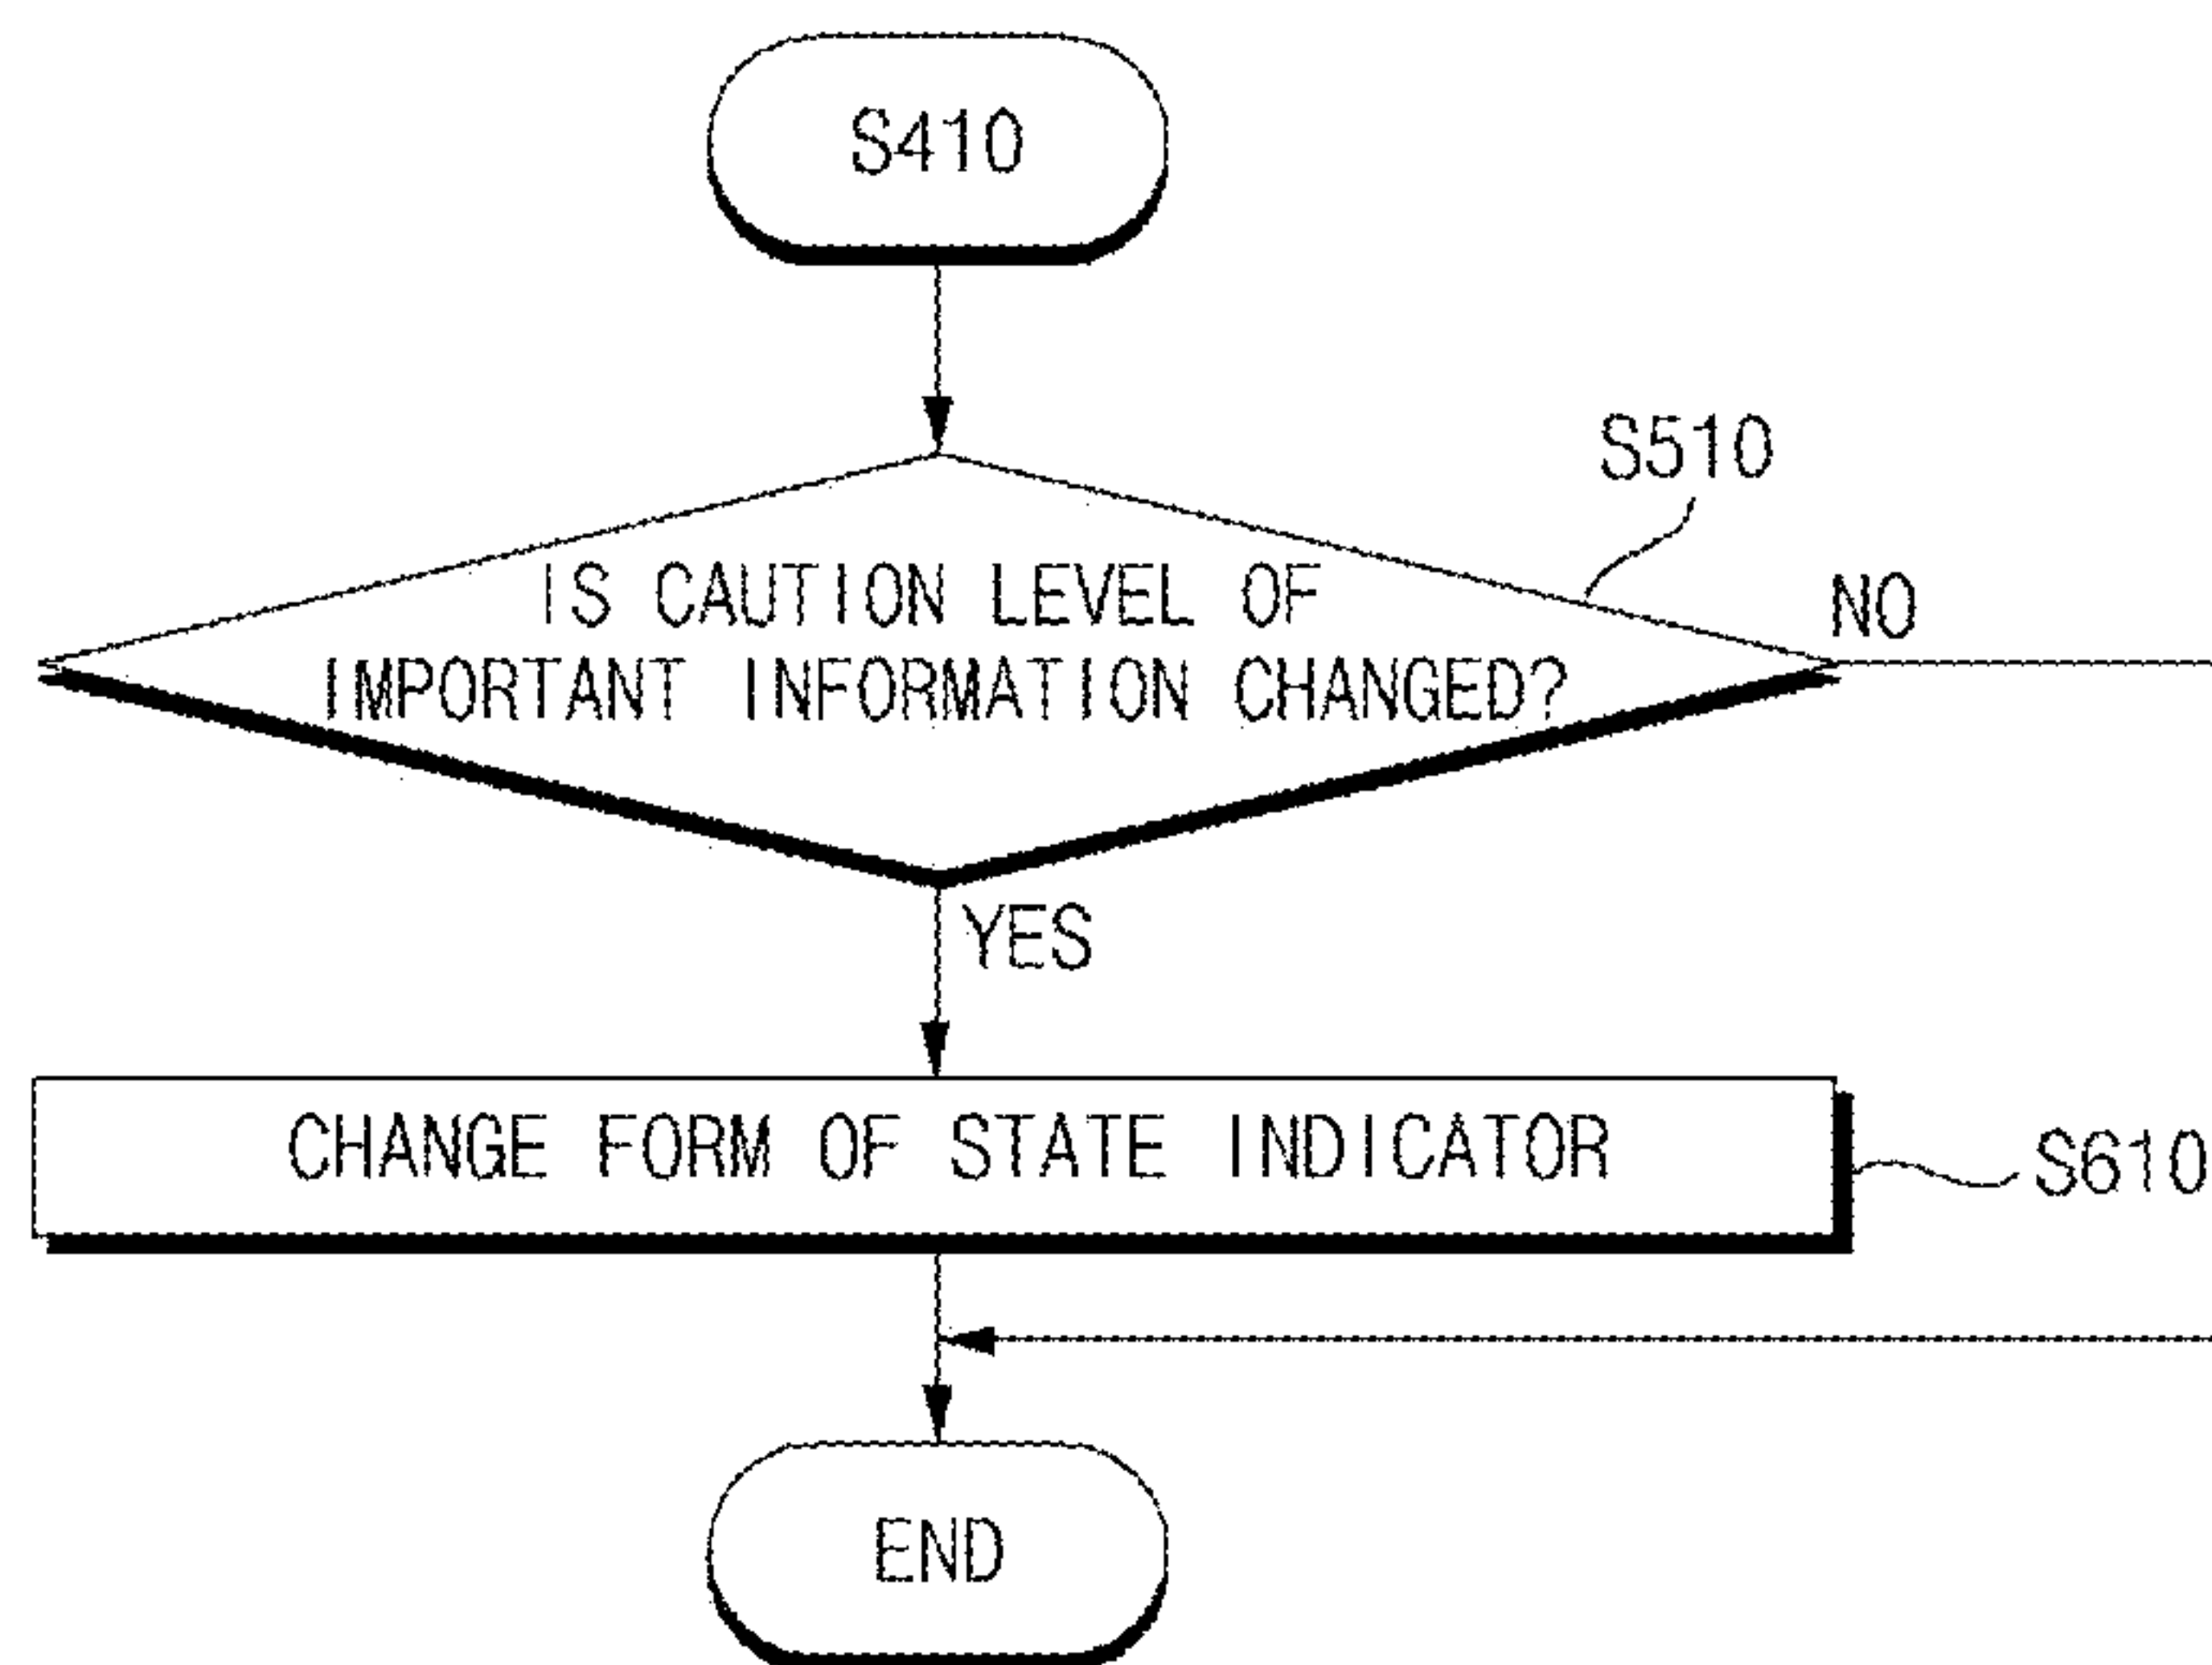 S410
S510
IS CAUTION LEVEL OF
IMPORTANT INFORMATION CHANGED?
NO
YES
CHANGE FORM OF STATE INDICATOR
S610
END